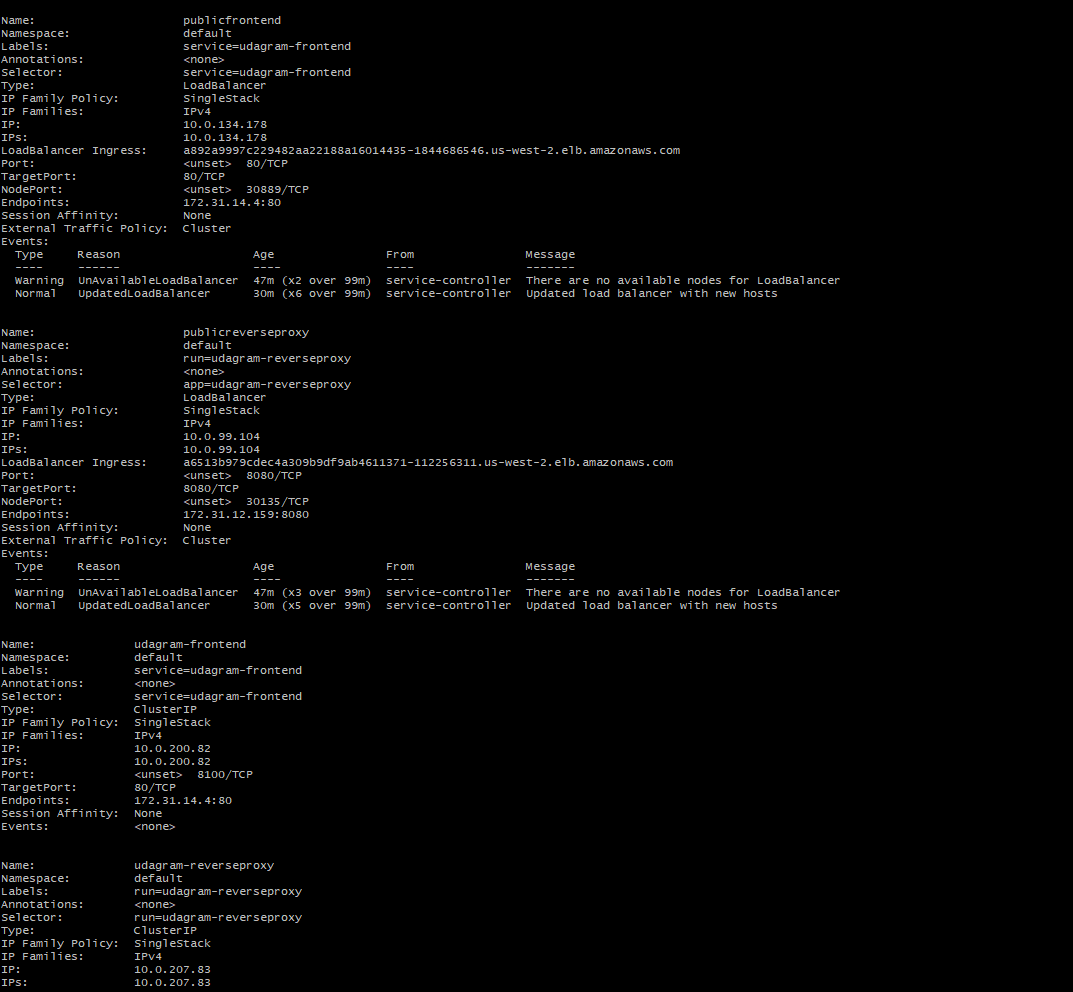 Name:                     publicfrontend
Namespace:                default
Labels:                   service=udagram-frontend
Annotations:              <none>
Selector:                 service=udagram-frontend
Type:                     LoadBalancer
IP Family Policy:         SingleStack
IP Families:              IPv4
IP:                       10.0.134.178
IPs:                      10.0.134.178
LoadBalancer Ingress:     a892a9997c229482aa22188a16014435-1844686546.us-west-2.elb.amazonaws.com
Port:                     <unset>  80/TCP
TargetPort:               80/TCP
NodePort:                 <unset>  30889/TCP
Endpoints:                172.31.14.4:80
Session Affinity:         None
External Traffic Policy:  Cluster
Events:
  Type     Reason                   Age                 From                Message
  ----     ------                   ----                ----                -------
  Warning  UnAvailableLoadBalancer  47m (x2 over 99m)  service-controller  There are no available nodes for LoadBalancer
  Normal   UpdatedLoadBalancer      30m (x6 over 99m)  service-controller  Updated load balancer with new hosts
Name:                     publicreverseproxy
Namespace:                default
Labels:                   run=udagram-reverseproxy
Annotations:              <none>
Selector:                 app=udagram-reverseproxy
Type:                     LoadBalancer
IP Family Policy:         SingleStack
IP Families:              IPv4
IP:                       10.0.99.104
IPs:                      10.0.99.104
LoadBalancer Ingress:     a6513b979cdec4a309b9df9ab4611371-112256311.us-west-2.elb.amazonaws.com
Port:                     <unset>  8080/TCP
TargetPort:               8080/TCP
NodePort:                 <unset>  30135/TCP
Endpoints:                172.31.12.159:8080
Session Affinity:         None
External Traffic Policy:  Cluster
Events:
  Type     Reason                   Age                 From                Message
  ----     ------                   ----                ----                -------
  Warning  UnAvailableLoadBalancer  47m (x3 over 99m)  service-controller  There are no available nodes for LoadBalancer
  Normal   UpdatedLoadBalancer      30m (x5 over 99m)  service-controller  Updated load balancer with new hosts
Name:              udagram-frontend
Namespace:         default
Labels:            service=udagram-frontend
Annotations:       <none>
Selector:          service=udagram-frontend
Type:              ClusterIP
IP Family Policy:  SingleStack
IP Families:       IPv4
IP:                10.0.200.82
IPs:               10.0.200.82
Port:              <unset>  8100/TCP
TargetPort:        80/TCP
Endpoints:         172.31.14.4:80
Session Affinity:  None
Events:            <none>
Name:              udagram-reverseproxy
Namespace:         default
Labels:            run=udagram-reverseproxy
Annotations:       <none>
Selector:          run=udagram-reverseproxy
Type:              ClusterIP
IP Family Policy:  SingleStack
IP Families:       IPv4
IP:                10.0.207.83
IPs:               10.0.207.83